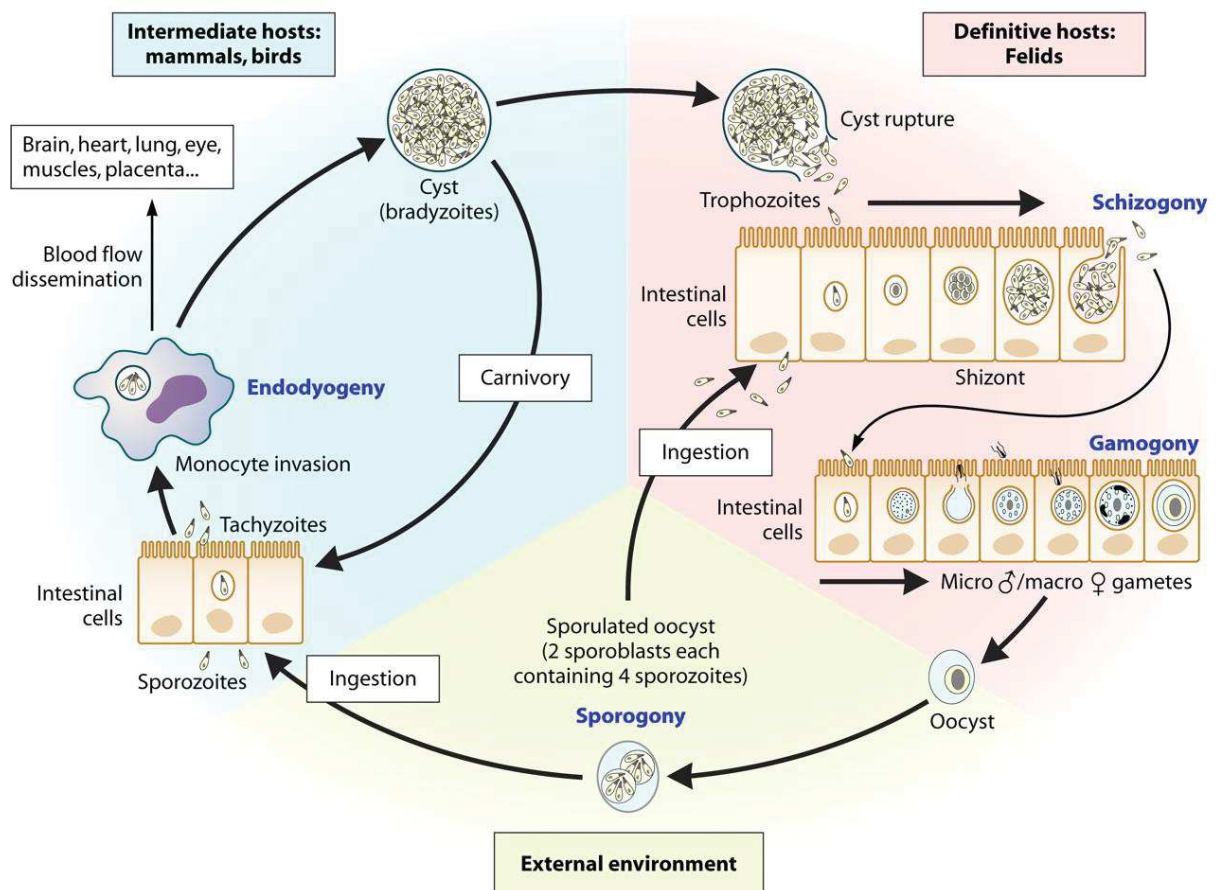 Intermediate hosts:
mammals, birds
Definitive hosts:
Felids
Brain, heart, lung, eye,
muscles, placenta...
Cyst
(bradyzoites)
Cyst rupture
Trophozoites
Schizogony
Blood flow
dissemination
Intestinal
cells
Shizont
Endodyogeny
Carnivory
Monocyte invasion
Ingestion
Gamogony
Tachyzoites
Intestinal
cells
Intestinal
cells
Micro ♂/macro ♀ gametes
Sporozoites
Ingestion
Sporulated oocyst
(2 sporoblasts each
containing 4 sporozoites)
Sporogony
Oocyst
External environment